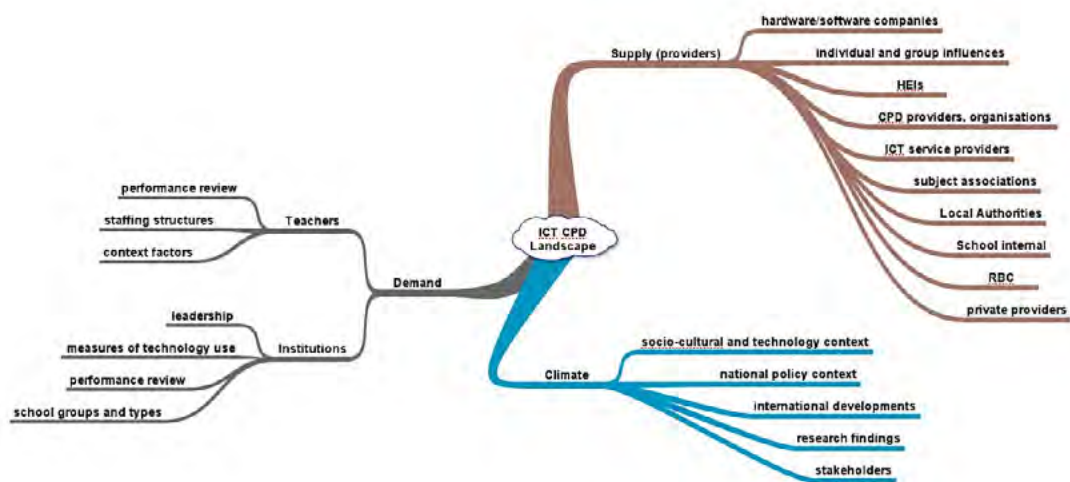 hardware/software companies
Supply (providers)
individual and group influences
HEIs
CPD providers, organisations
ICT service providers
subject associations
Local Authorities
School internal
RBC
private providers
ICT CPD
Landscape
performance review
staffing structures
Teachers
context factors
Demand
leadership
measures of technology use
Institutions
performance review
school groups and types
socio-cultural and technology context
Climate
national policy context
international developments
research findings
stakeholders